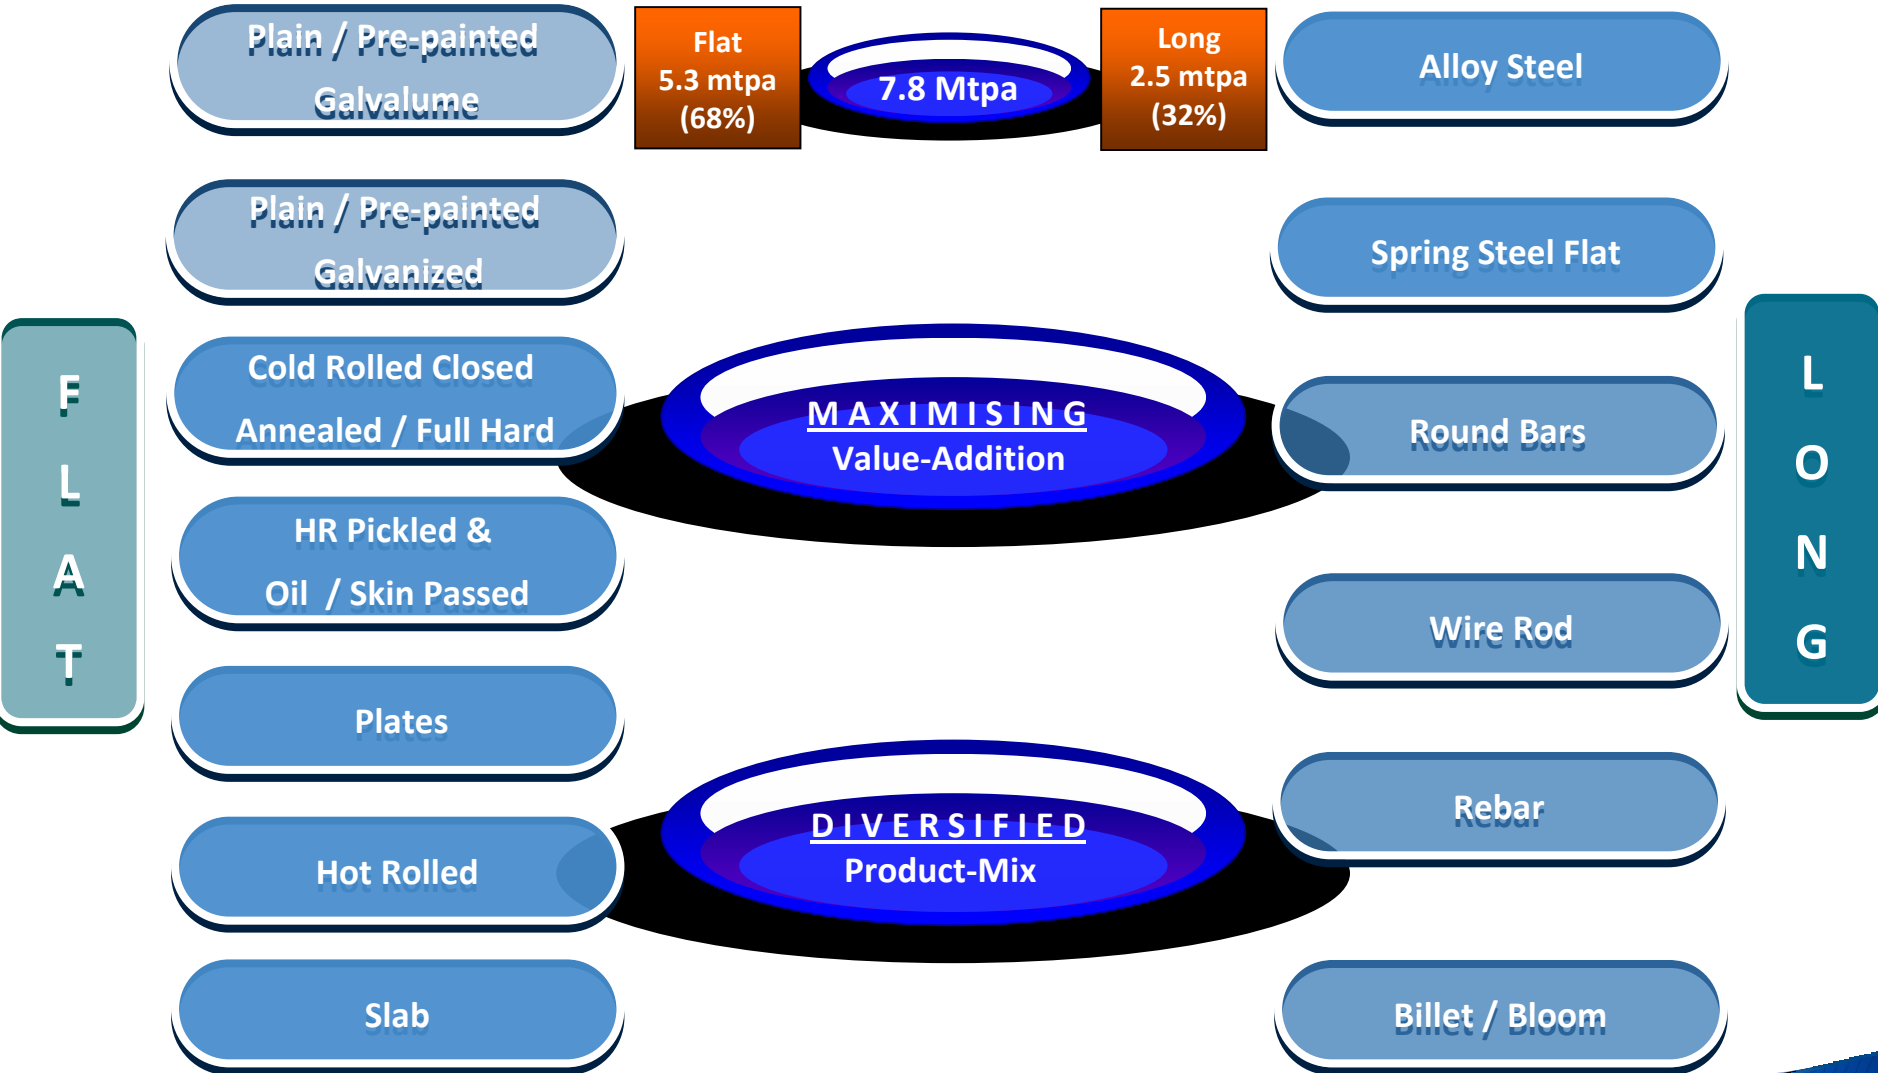 Plain / Pre-painted
Galvalume
Flat
5.3 mtpa
(68%)
7.8 Mtpa
Long
2.5 mtpa
(32%)
Alloy Steel
Plain / Pre-painted
Galvanized
Spring Steel Flat
F
L
A
T
Cold Rolled Closed
Annealed / Full Hard
MAXIMISING
Value-Addition
Round Bars
L
O
N
G
HR Pickled &
Oil / Skin Passed
Wire Rod
Plates
DIVERSIFIED
Product-Mix
Rebar
Hot Rolled
Slab
Billet / Bloom